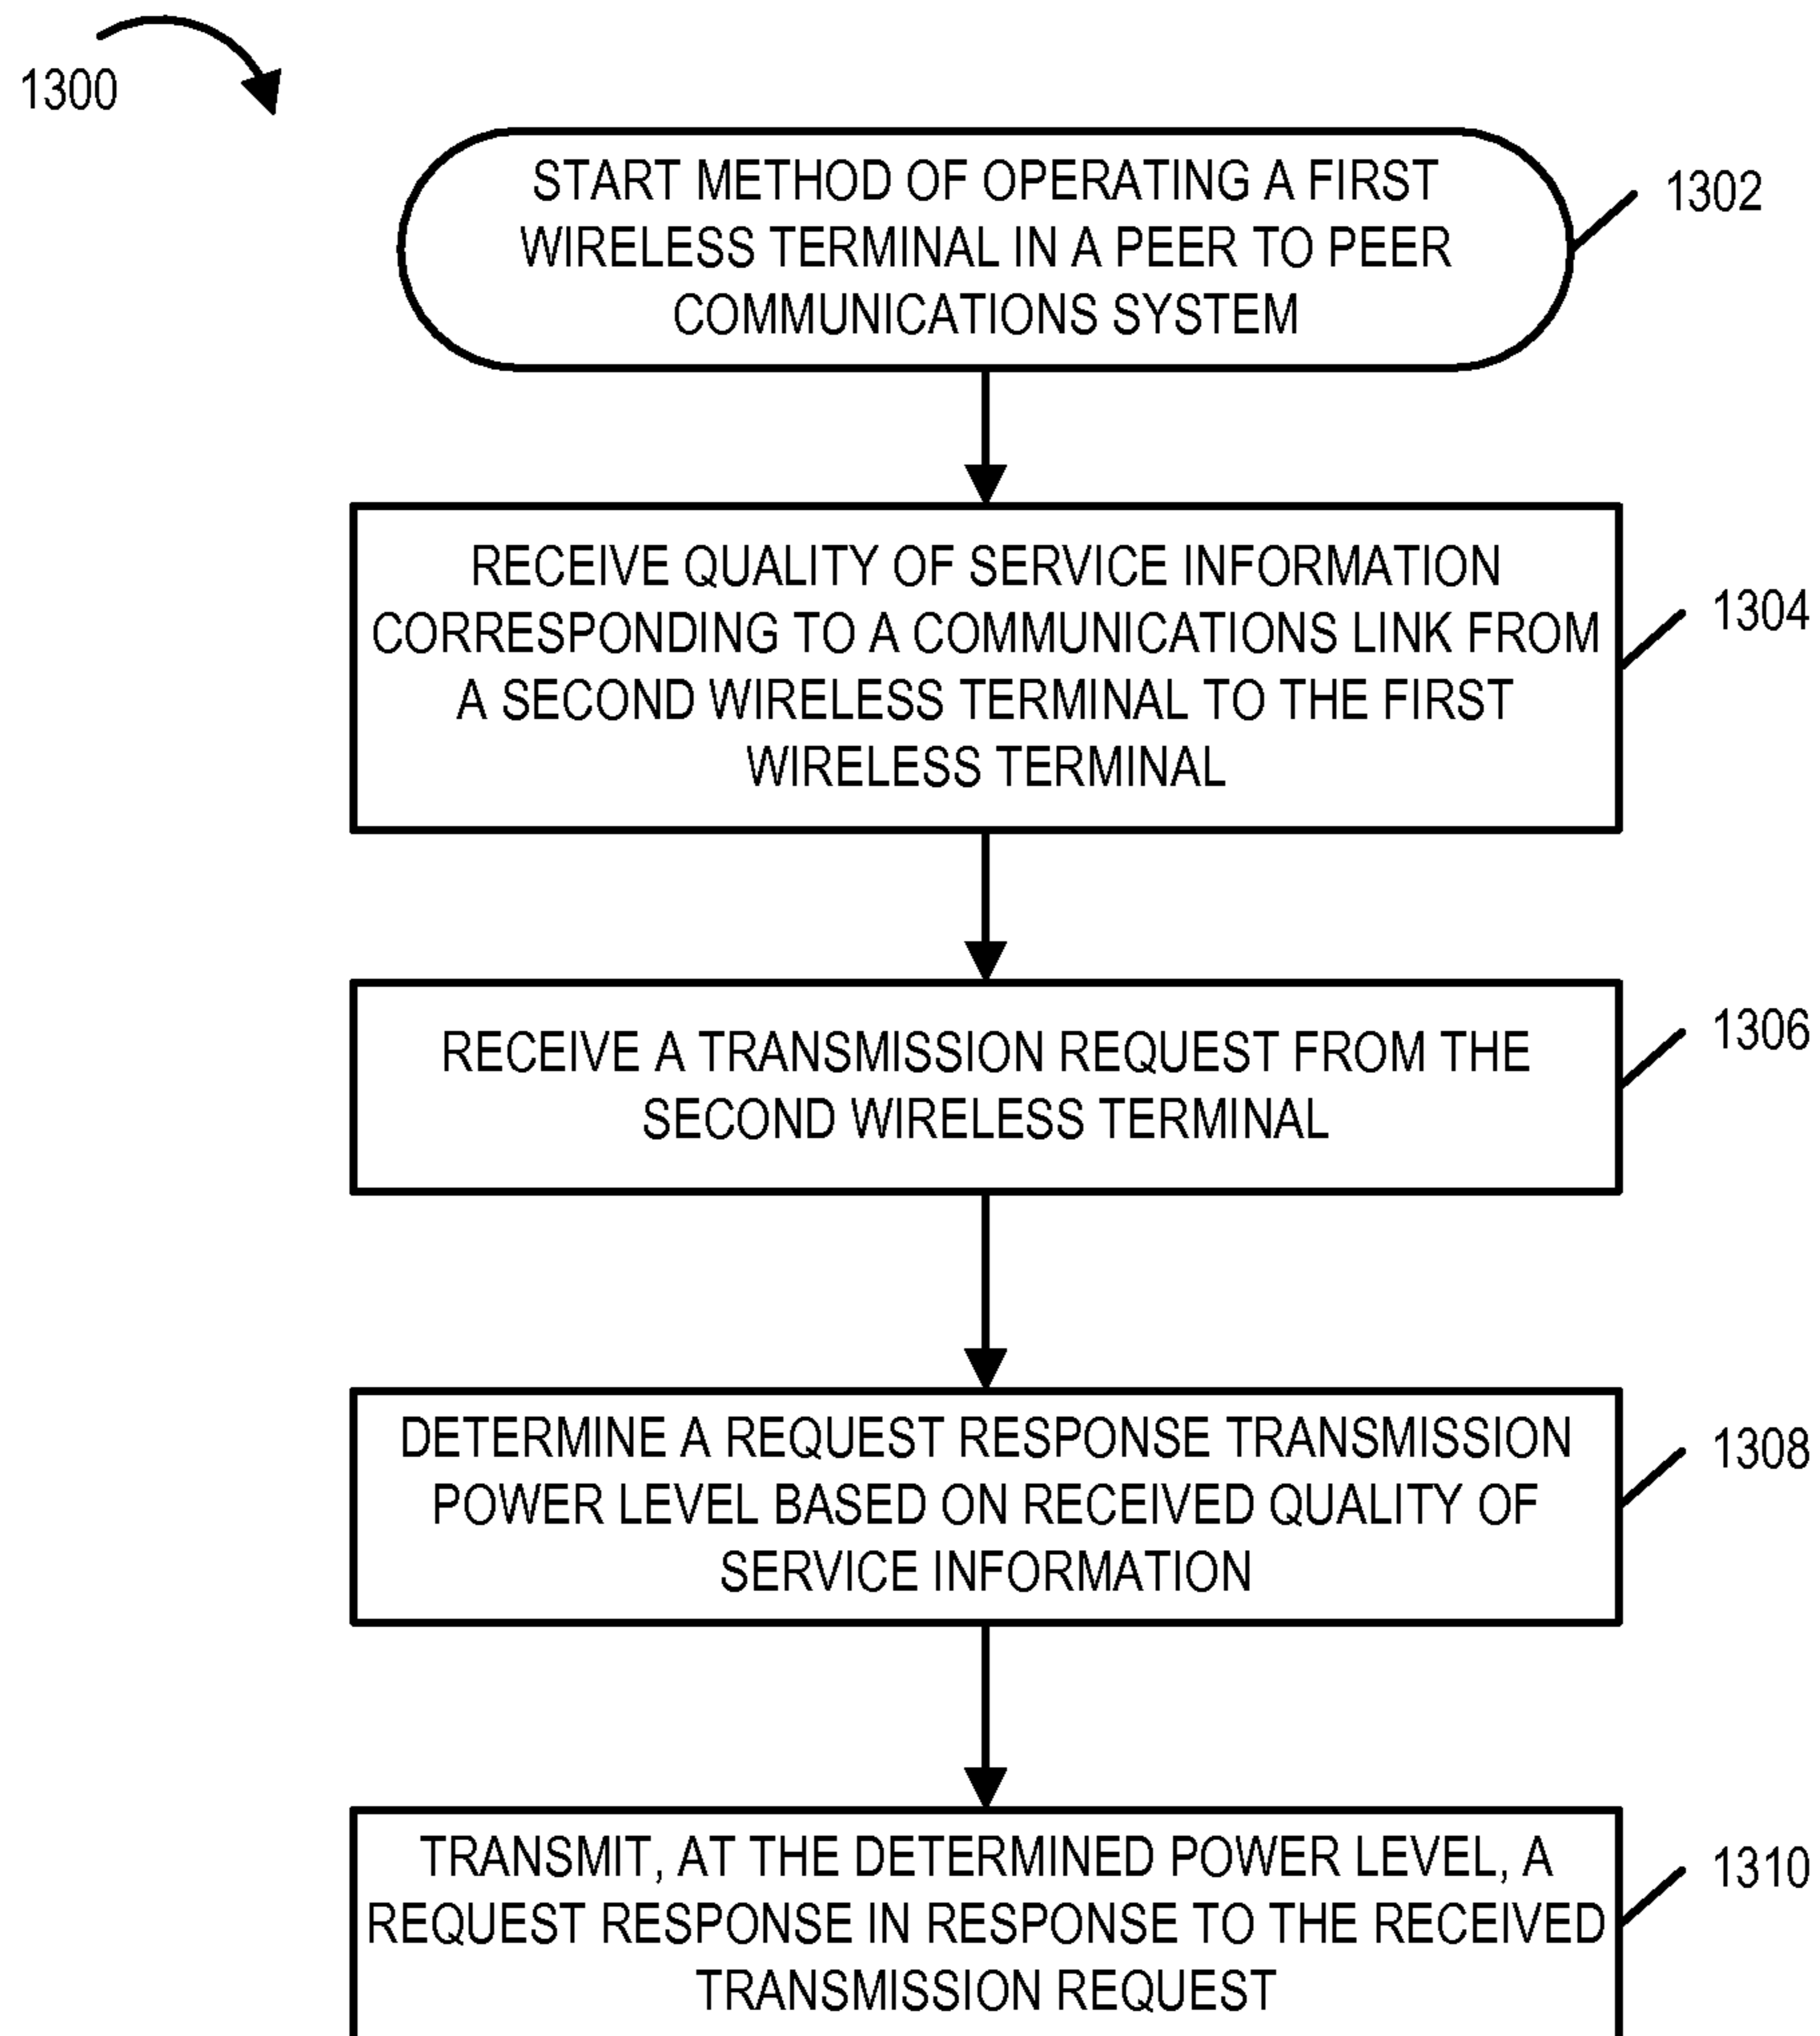 1300
START METHOD OF OPERATING A FIRST
WIRELESS TERMINAL IN A PEER TO PEER
COMMUNICATIONS SYSTEM
1302
RECEIVE QUALITY OF SERVICE INFORMATION
CORRESPONDING TO A COMMUNICATIONS LINK FROM
A SECOND WIRELESS TERMINAL TO THE FIRST
WIRELESS TERMINAL
1304
RECEIVE A TRANSMISSION REQUEST FROM THE
SECOND WIRELESS TERMINAL
1306
DETERMINE A REQUEST RESPONSE TRANSMISSION
POWER LEVEL BASED ON RECEIVED QUALITY OF
SERVICE INFORMATION
1308
TRANSMIT, AT THE DETERMINED POWER LEVEL, A
REQUEST RESPONSE IN RESPONSE TO THE RECEIVED
TRANSMISSION REQUEST
1310